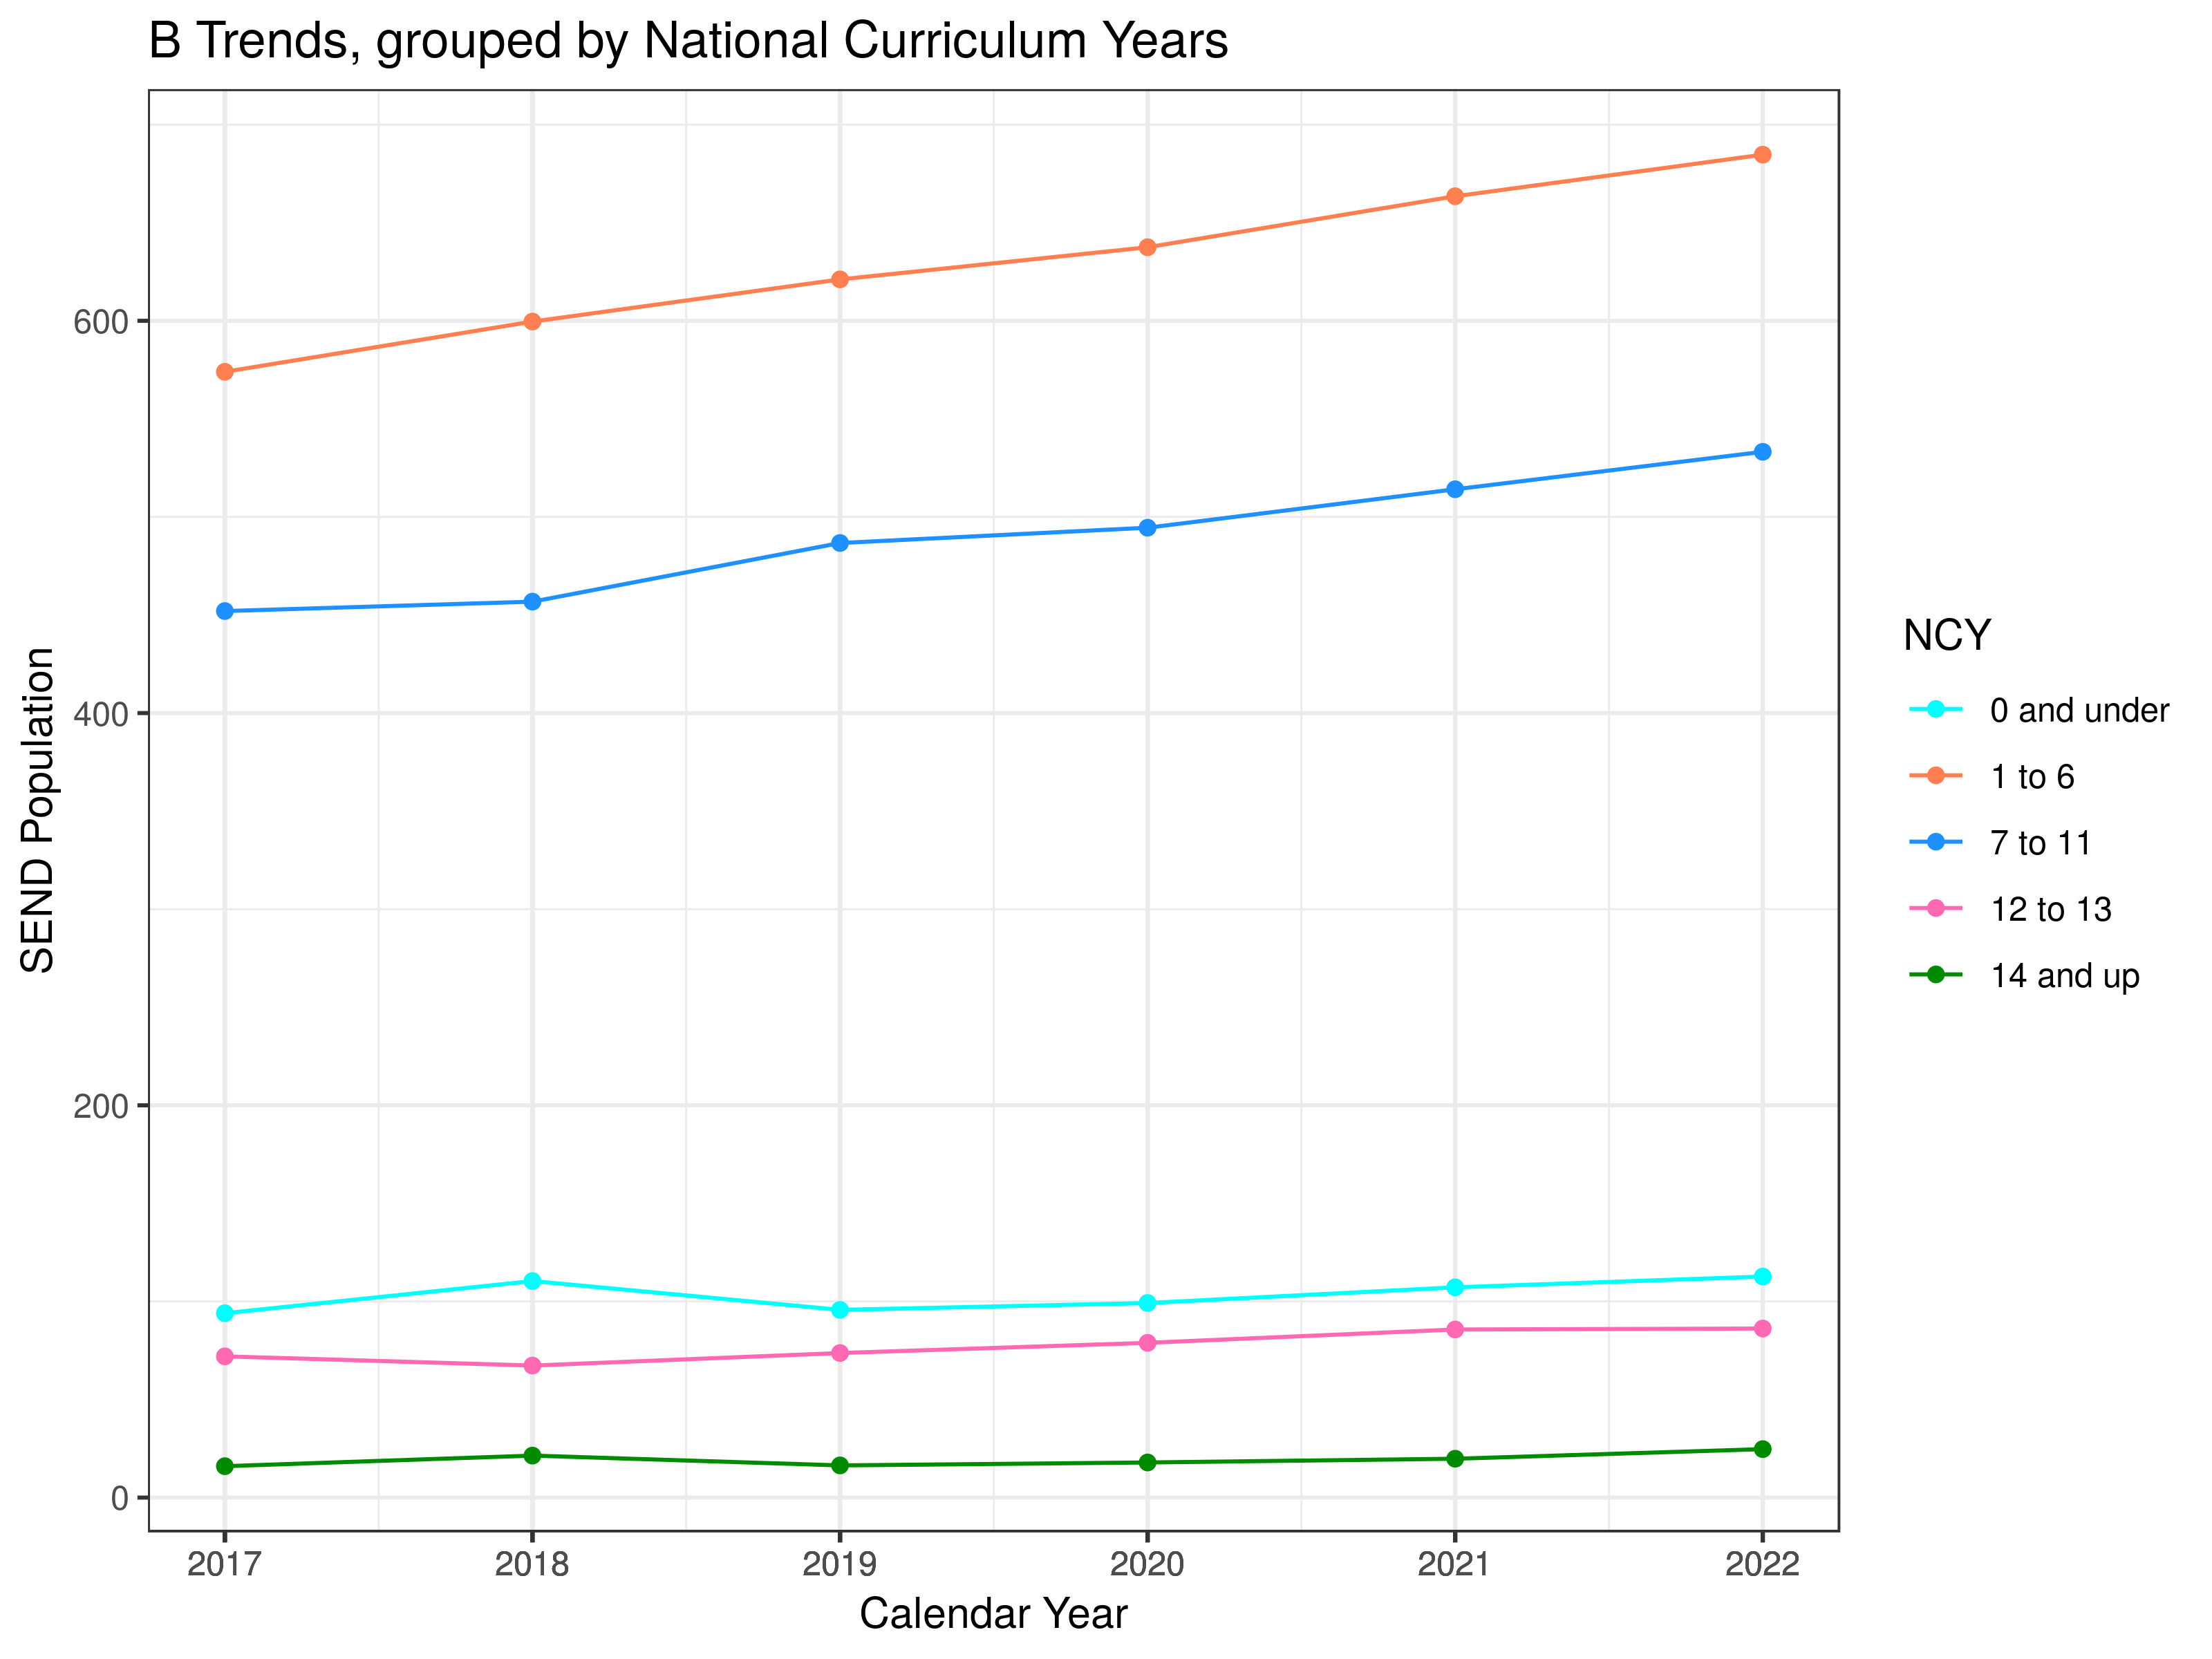 B Trends, grouped by National Curriculum Years
SEND Population
600
400
200
0
2017 2018 2019 2020 2021 2022
Calendar Year
NCY
0 and under
1 to 6
7 to 11
12 to 13
14 and up